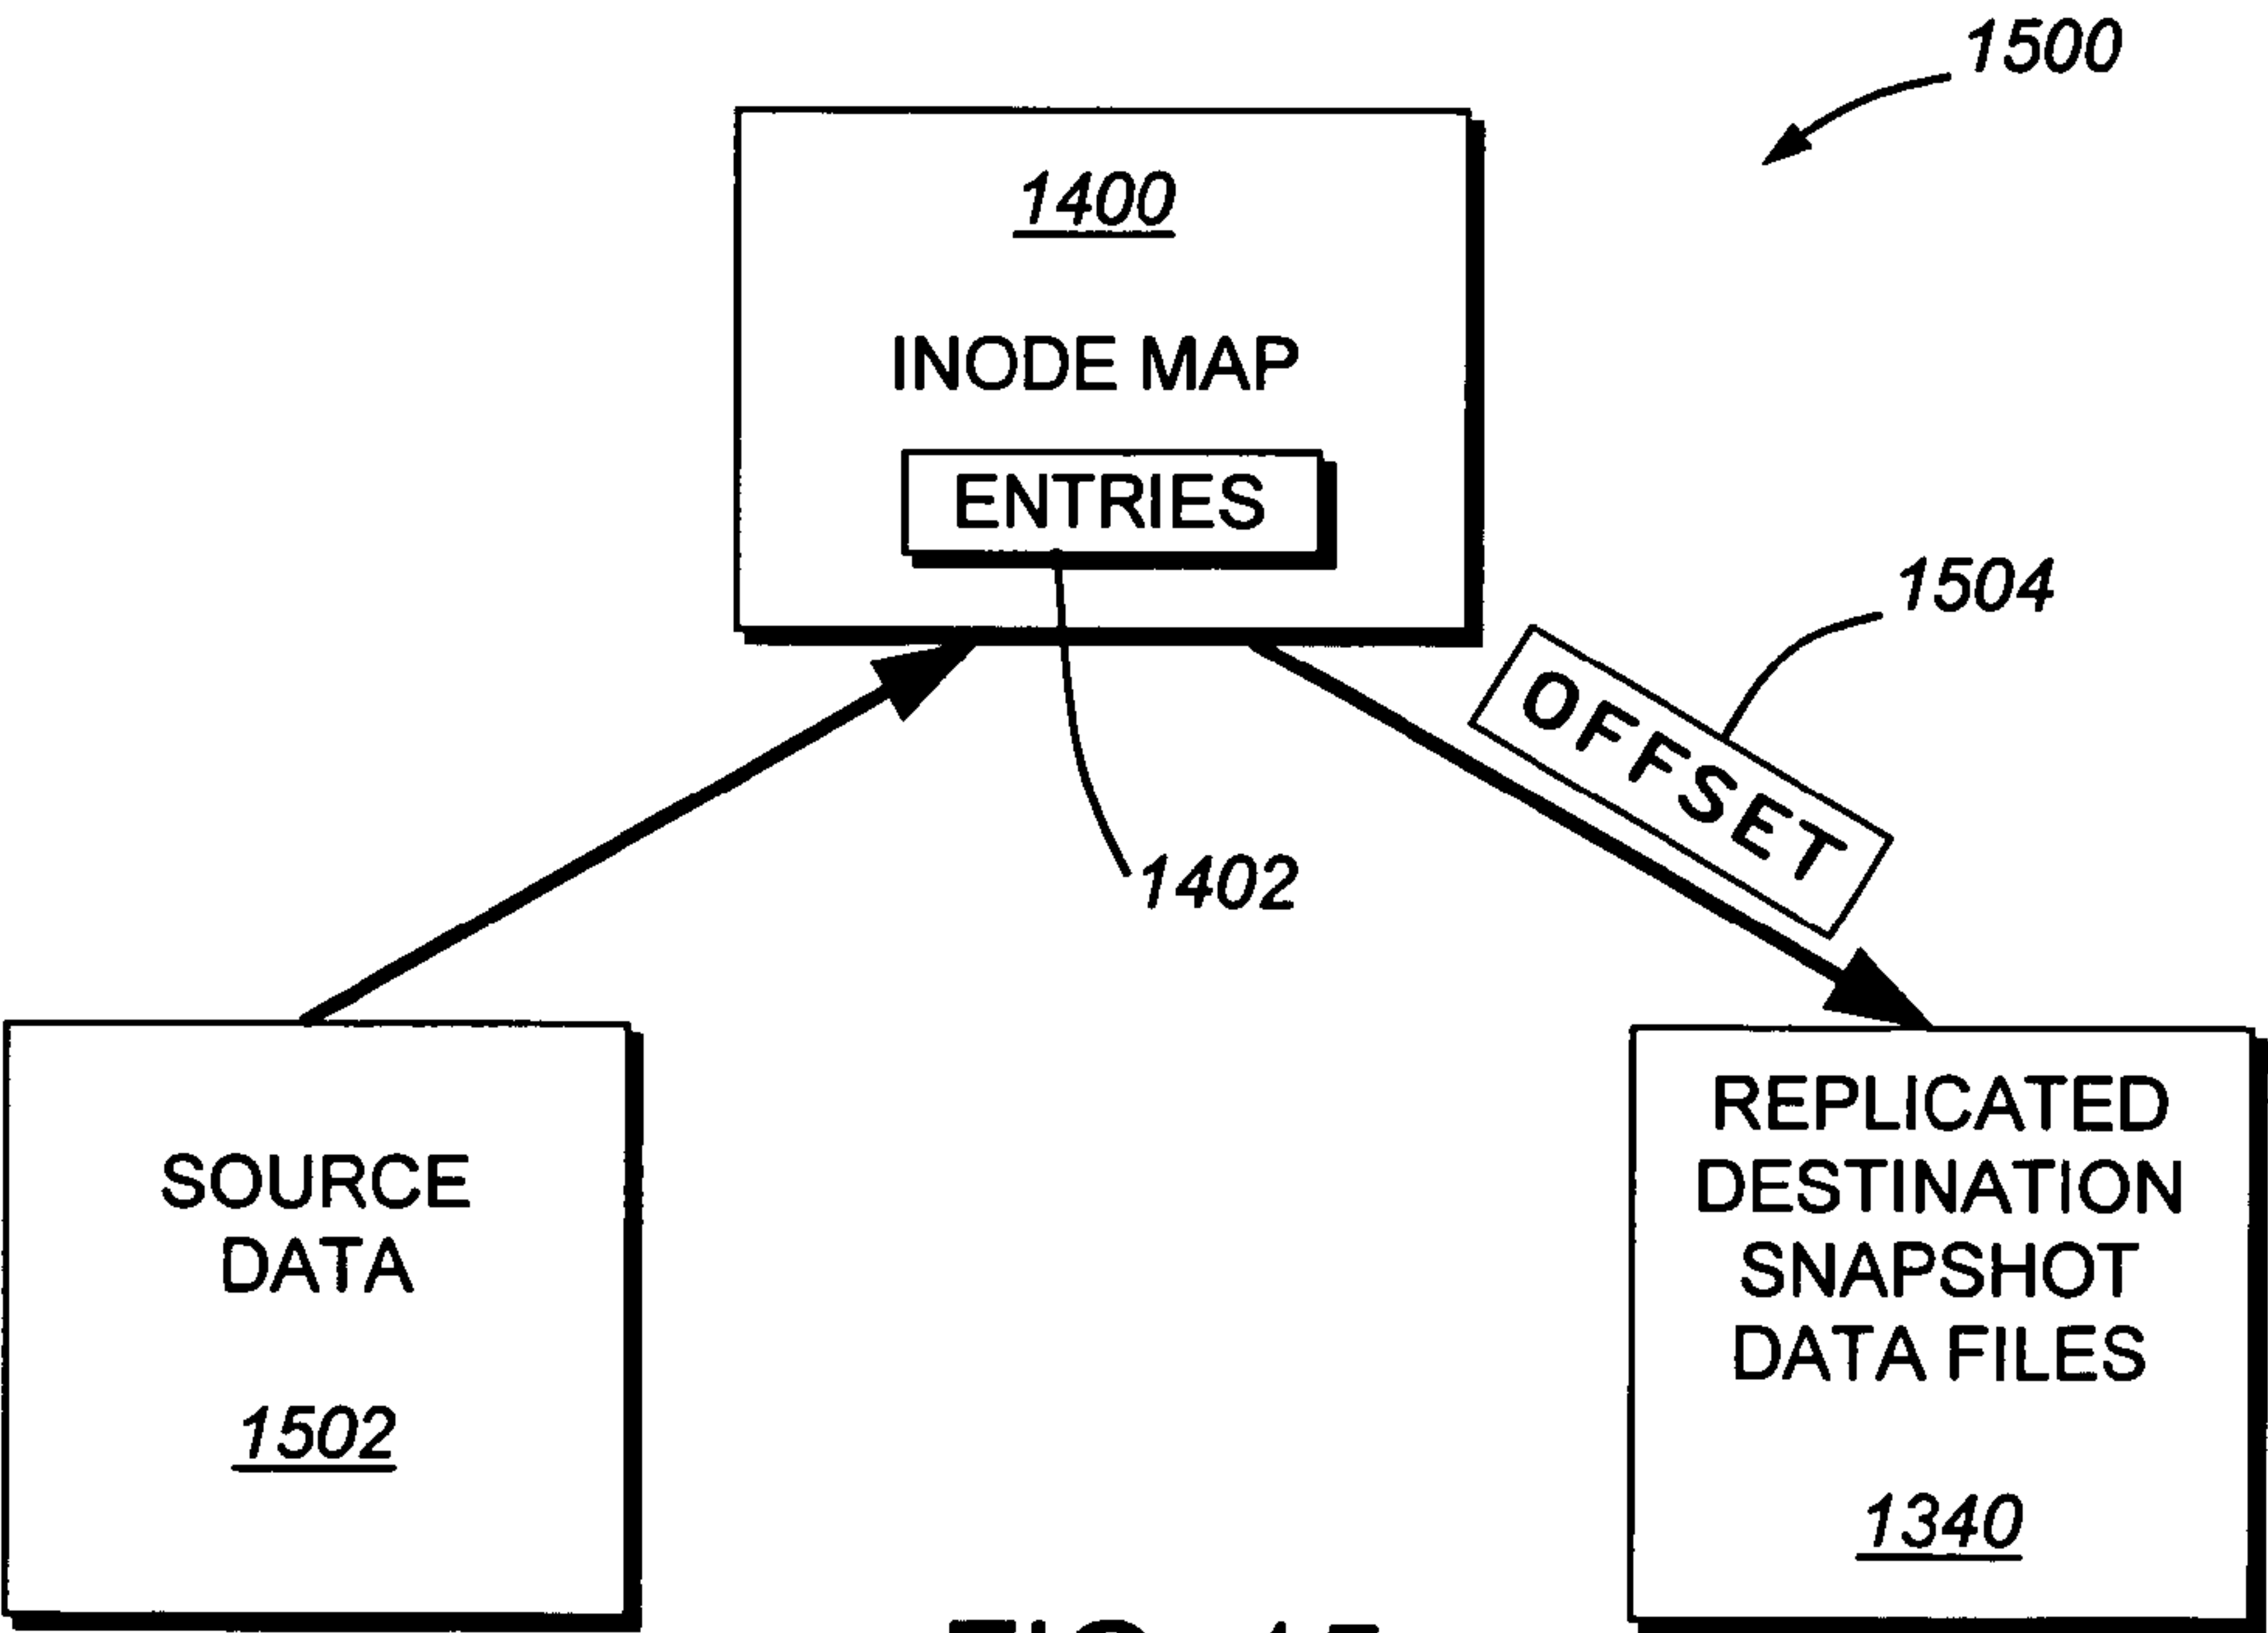 1500
1400
INODE MAP
ENTRIES
1504
OFFSET
1402
SOURCE
DATA
1502
REPLICATED
DESTINATION
SNAPSHOT
DATA FILES
1340